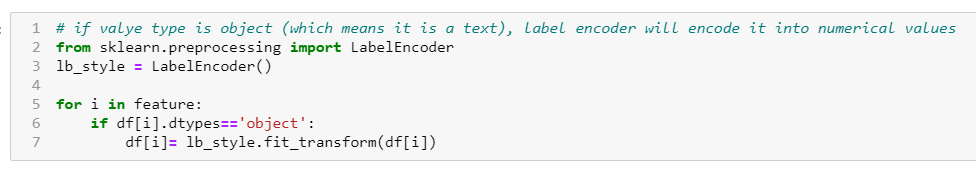 1 # if valye type is object (which means it is a text), label encoder will encode it into numerical values
2 from sklearn.preprocessing import LabelEncoder
3 lb_style = LabelEncoder()
4
5 for i in feature:
6     if df[i].dtypes=='object':
7         df[i]= lb_style.fit_transform(df[i])